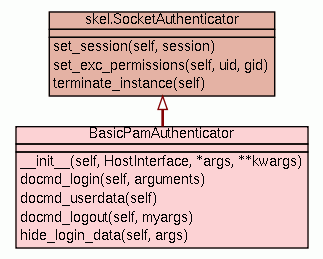 skel.SocketAuthenticator
set_session(self, session)
set_exc_permissions(self, uid, gid)
terminate_instance(self)
BasicPamAuthenticator
__init__(self, HostInterface, *args, **kwargs)
docmd_login(self, arguments)
docmd_userdata(self)
docmd_logout(self, myargs)
hide_login_data(self, args)